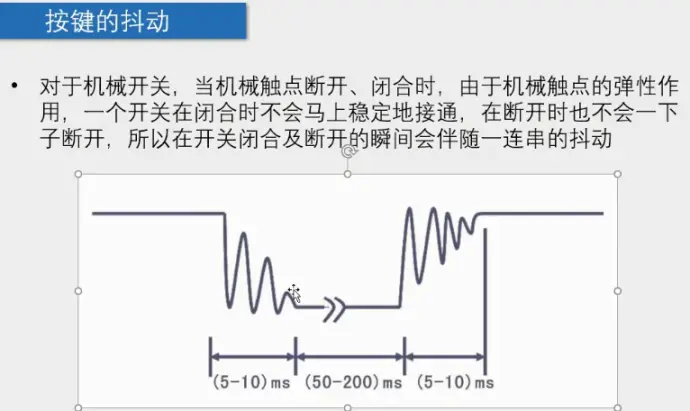 按键的抖动
• 对于机械开关，当机械触点断开、闭合时，由于机械触点的弹性作
用，一个开关在闭合时不会马上稳定地接通，在断开时也不会一下
子断开，所以在开关闭合及断开的瞬间会伴随一连串的抖动
(5-10)ms (50-200)ms (5-10)ms